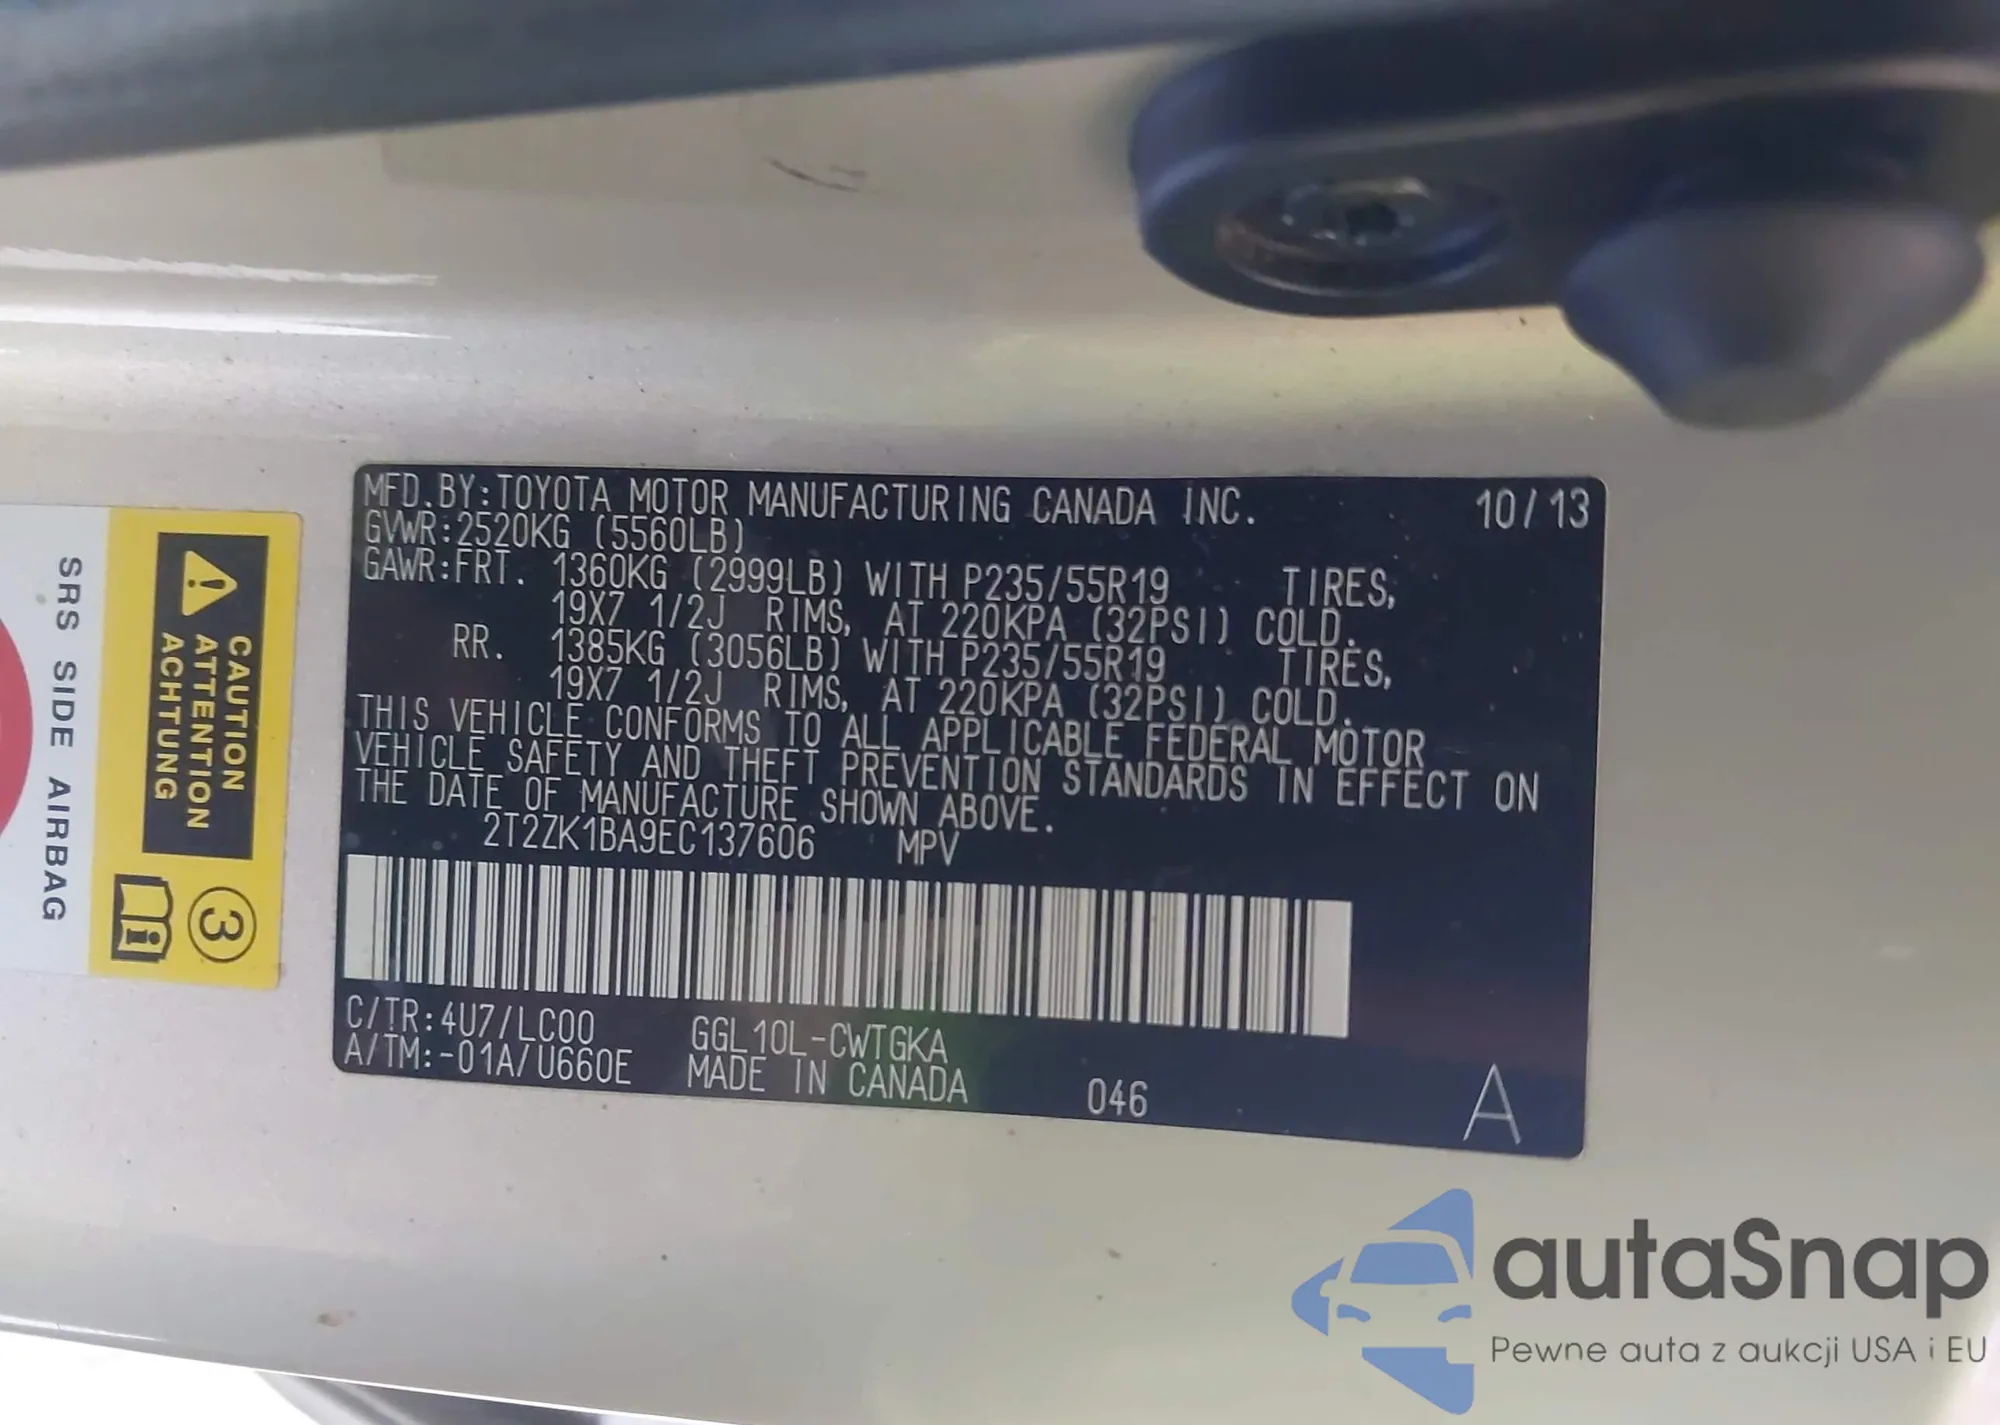 MFD.BY:TOYOTA MOTOR MANUFACTURING CANADA INC. 10/13
GVWR:2520KG (5560LB)
GAWR:FRT. 1360KG (2999LB) WITH P235/55R19 TIRES,
19X7 1/2J RIMS, AT 220KPA (32PSI) COLD.
RR. 1385KG (3056LB) WITH P235/55R19 TIRES,
19X7 1/2J RIMS, AT 220KPA (32PSI) COLD.
THIS VEHICLE CONFORMS TO ALL APPLICABLE FEDERAL MOTOR
VEHICLE SAFETY AND THEFT PREVENTION STANDARDS IN EFFECT ON
THE DATE OF MANUFACTURE SHOWN ABOVE.
2T2ZK1BA9EC137606 MPV
C/TR:4U7/LC00 GGL10L-CWTGKA
A/TM:-01A/U660E MADE IN CANADA 046 A
CAUTION
ATTENTION
ACHTUNG
3
i
SRS SIDE AIRBAG
autaSnap
Pewne auta z aukcji USA i EU